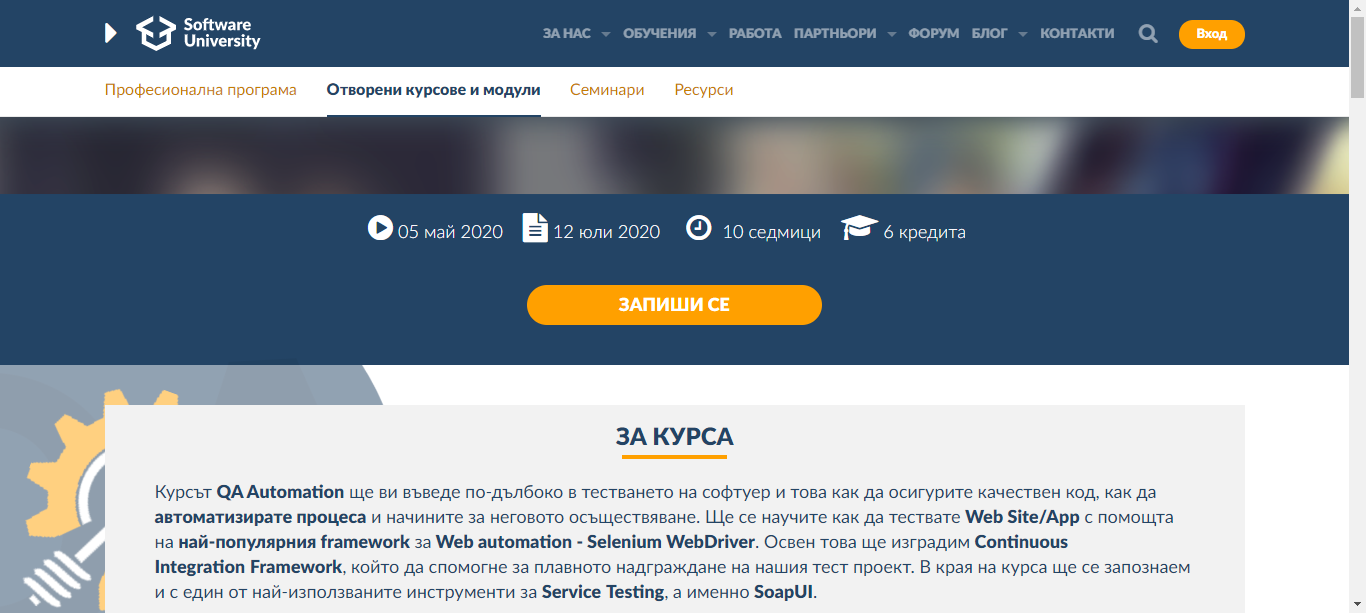 Software
University
ЗА НАС ОБУЧЕНИЯ РАБОТА ПАРТНЬОРИ ФОРУМ БЛОГ КОНТАКТИ Вход
Професионална програма Отворени курсове и модули Семинари Ресурси
05 май 2020 12 юли 2020 10 седмици 6 кредита
ЗАПИШИ СЕ
ЗА КУРСА
Курсът QA Automation ще ви въведе по-дълбоко в тестването на софтуер и това как да осигурите качествен код, как да
автоматизирате процеса и начините за неговото осъществяване. Ще се научите как да тествате Web Site/App с помощта
на най-популярния framework за Web automation - Selenium WebDriver. Освен това ще изградим Continuous
Integration Framework, който да спомогне за плавното надграждане на нашия тест проект. В края на курса ще се запознаем
и с един от най-използваните инструменти за Service Testing, а именно SoapUI.